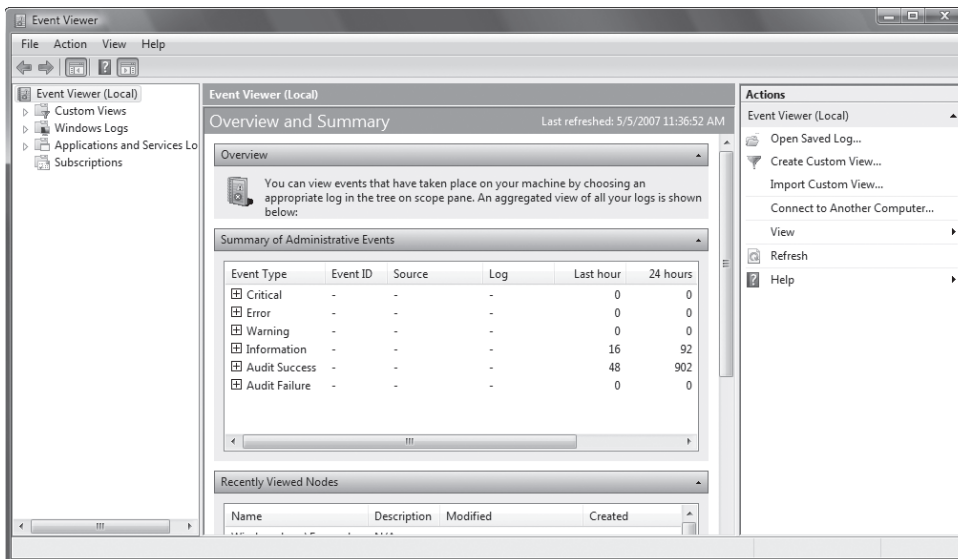 Event Viewer
File Action View Help
Event Viewer (Local)
Custom Views
Windows Logs
Applications and Services Lo
Subscriptions
Event Viewer (Local)
Overview and Summary Last refreshed: 5/5/2007 11:36:52 AM
Overview
You can view events that have taken place on your machine by choosing an
appropriate log in the tree on scope pane. An aggregated view of all your logs is shown
below:
Summary of Administrative Events
Event Type Event ID Source Log Last hour 24 hours
Critical - - - 0 0
Error - - - 0 0
Warning - - - 0 0
Information - - - 16 92
Audit Success - - - 48 902
Audit Failure - - - 0 0
Recently Viewed Nodes
Name Description Modified Created
Actions
Event Viewer (Local)
Open Saved Log...
Create Custom View...
Import Custom View...
Connect to Another Computer...
View
Refresh
Help